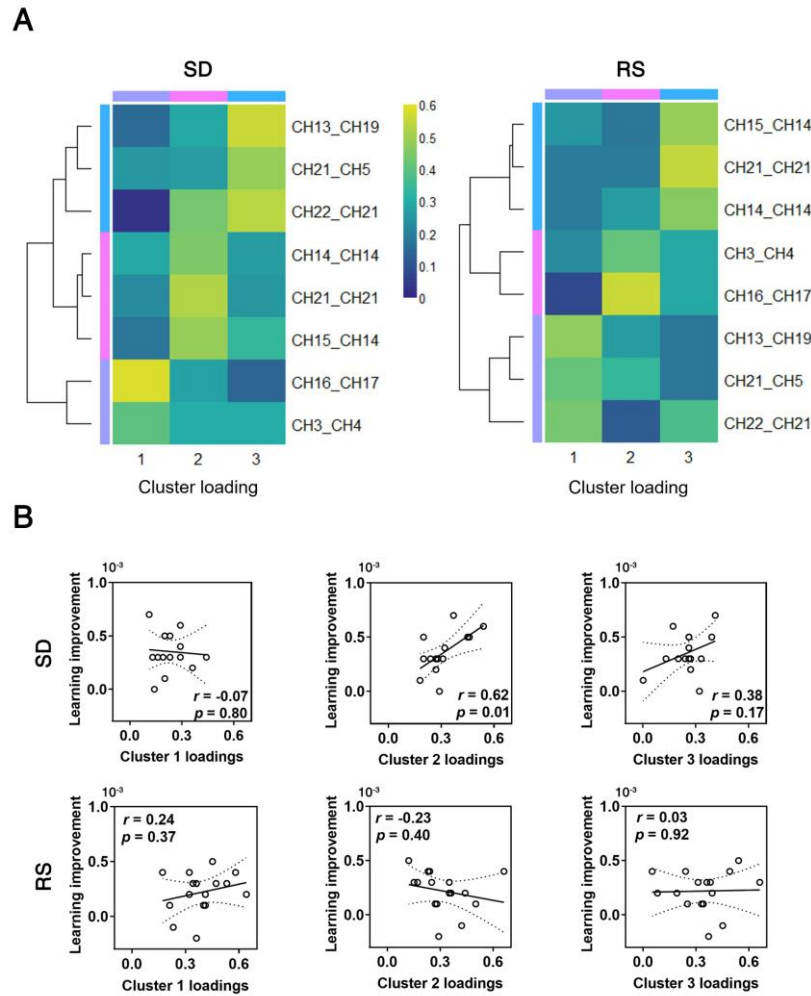 A
SD
RS
CH13_CH19
CH21_CH5
CH22_CH21
CH14_CH14
CH21_CH21
CH15_CH14
CH16_CH17
CH3_CH4
1 2 3
Cluster loading
0.6
0.5
0.4
0.3
0.2
0.1
0
CH15_CH14
CH21_CH21
CH14_CH14
CH3_CH4
CH16_CH17
CH13_CH19
CH21_CH5
CH22_CH21
1 2 3
Cluster loading
B
SD
10-3
Learning improvement
1.0
0.5
0.0
r = -0.07
p = 0.80
0.0 0.3 0.6
Cluster 1 loadings
10-3
Learning improvement
1.0
0.5
0.0
r = 0.62
p = 0.01
0.0 0.3 0.6
Cluster 2 loadings
10-3
Learning improvement
1.0
0.5
0.0
r = 0.38
p = 0.17
0.0 0.3 0.6
Cluster 3 loadings
RS
10-3
Learning improvement
1.0
0.5
0.0
r = 0.24
p = 0.37
0.0 0.3 0.6
Cluster 1 loadings
10-3
Learning improvement
1.0
0.5
0.0
r = -0.23
p = 0.40
0.0 0.3 0.6
Cluster 2 loadings
10-3
Learning improvement
1.0
0.5
0.0
r = 0.03
p = 0.92
0.0 0.3 0.6
Cluster 3 loadings